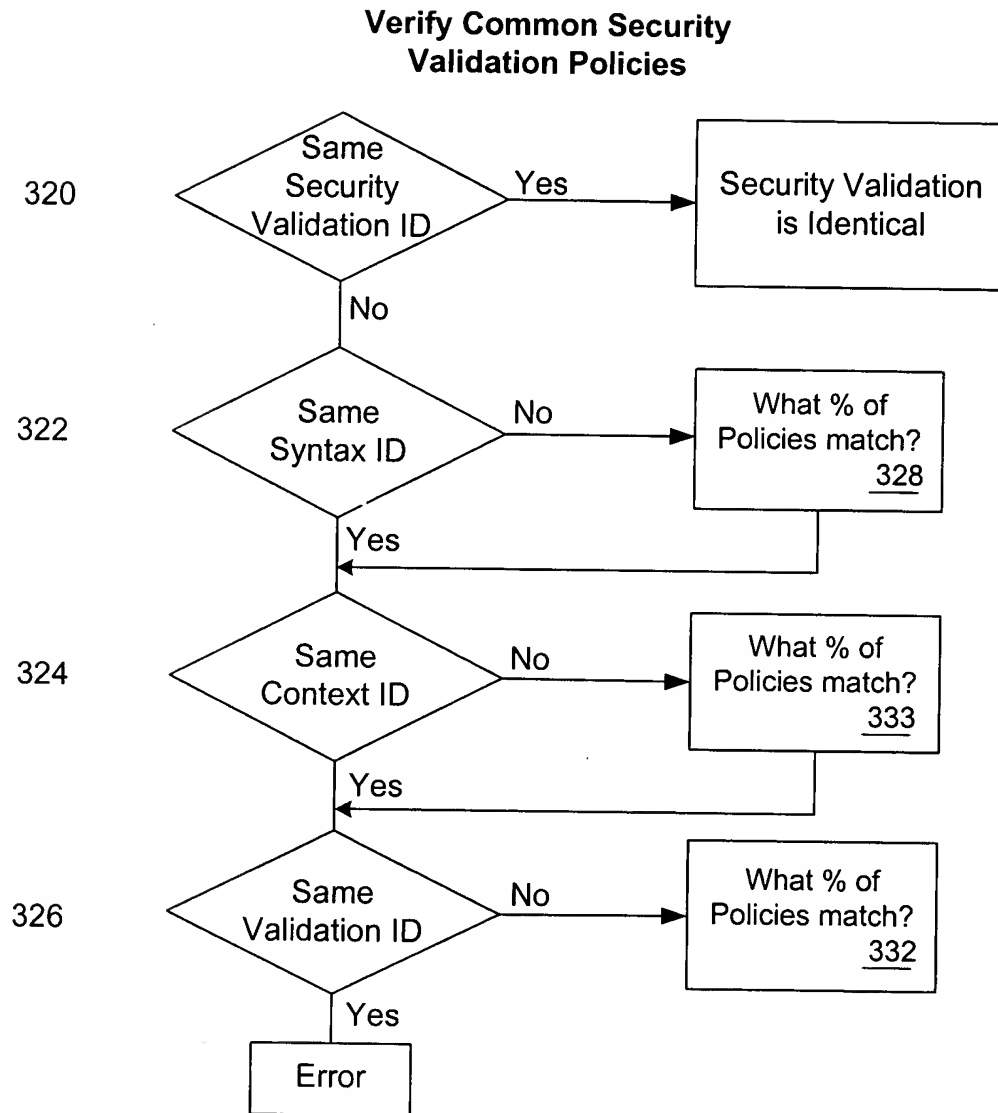 Verify Common Security
Validation Policies
320
Same
Security
Validation ID
Yes
Security Validation
is Identical
No
322
Same
Syntax ID
No
What % of
Policies match?
328
Yes
324
Same
Context ID
No
What % of
Policies match?
333
Yes
326
Same
Validation ID
No
What % of
Policies match?
332
Yes
Error